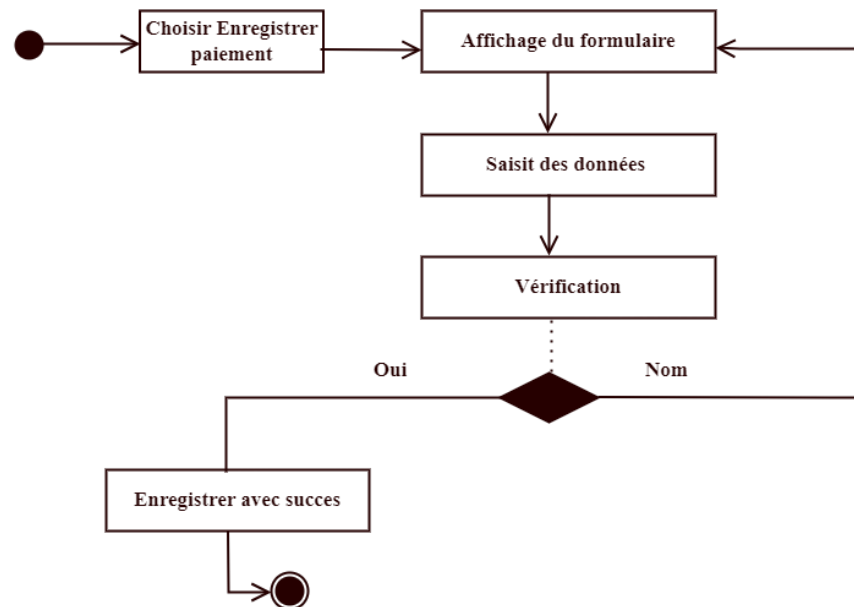 Choisir Enregistrer
paiement
Affichage du formulaire
Saisit des données
Vérification
Oui
Nom
Enregistrer avec succes